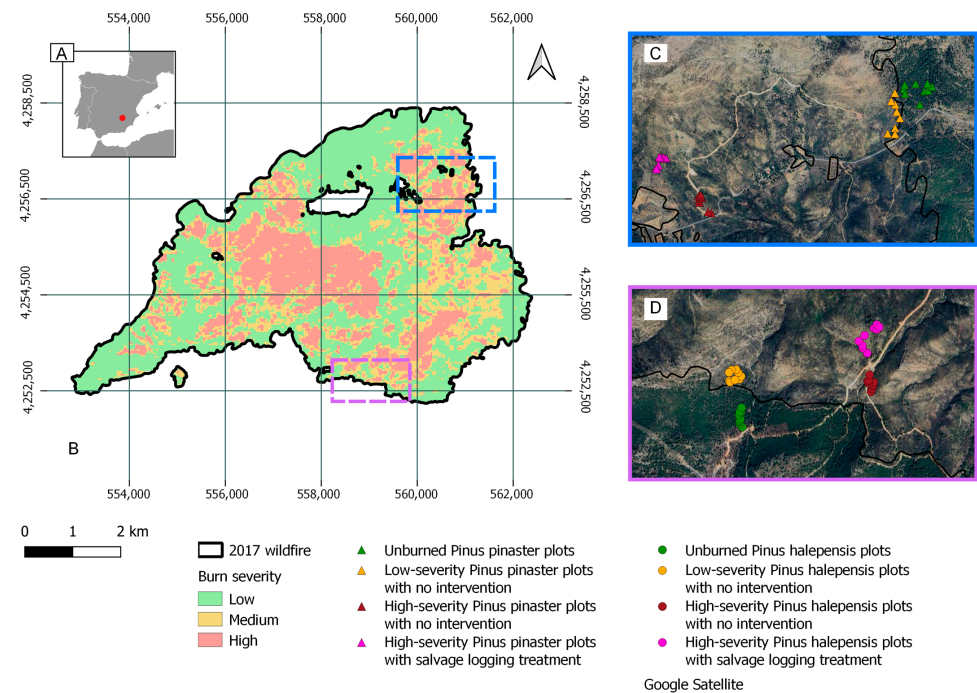 554,000
556,000
558,000
560,000
562,000
A
C
4,258,500
4,258,500
4,256,500
4,256,500
4,254,500
4,255,500
D
4,252,500
4,252,500
B
554,000
556,000
558,000
560,000
562,000
0 1 2 km
2017 wildfire
Burn severity
Low
Medium
High
Unburned Pinus pinaster plots
Low-severity Pinus pinaster plots
with no intervention
High-severity Pinus pinaster plots
with no intervention
High-severity Pinus pinaster plots
with salvage logging treatment
Unburned Pinus halepensis plots
Low-severity Pinus halepensis plots
with no intervention
High-severity Pinus halepensis plots
with no intervention
High-severity Pinus halepensis plots
with salvage logging treatment
Google Satellite